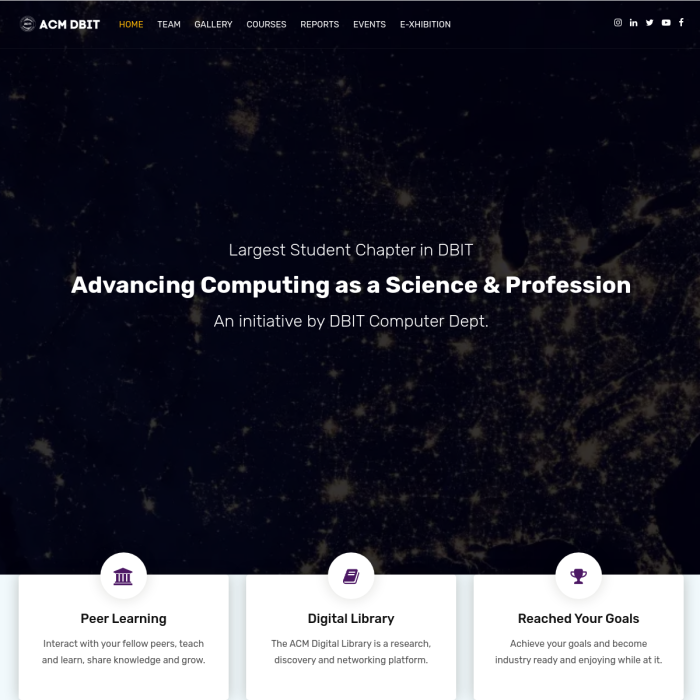 ACM DBIT
HOME TEAM GALLERY COURSES REPORTS EVENTS E-XHIBITION
Largest Student Chapter in DBIT
Advancing Computing as a Science & Profession
An initiative by DBIT Computer Dept.
Peer Learning
Interact with your fellow peers, teach
and learn, share knowledge and grow.
Digital Library
The ACM Digital Library is a research,
discovery and networking platform.
Reached Your Goals
Achieve your goals and become
industry ready and enjoying while at it.